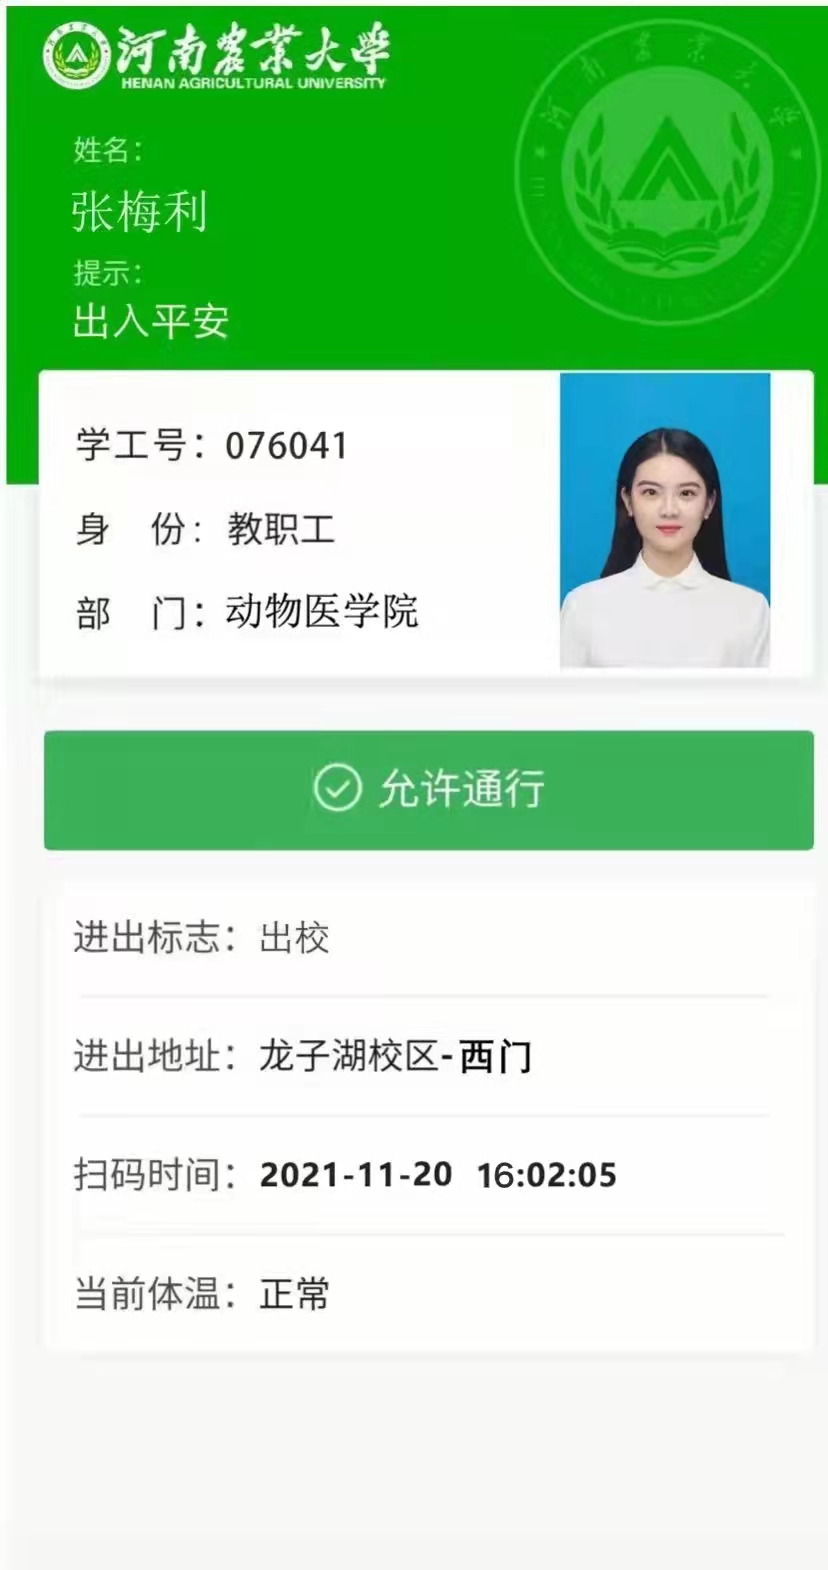 河南农业大学
HENAN AGRICULTURAL UNIVERSITY
姓名：
张梅利
提示：
出入平安
学工号：076041
身 份：教职工
部 门：动物医学院
允许通行
进出标志：出校
进出地址：龙子湖校区-西门
扫码时间：2021-11-20 16:02:05
当前体温：正常